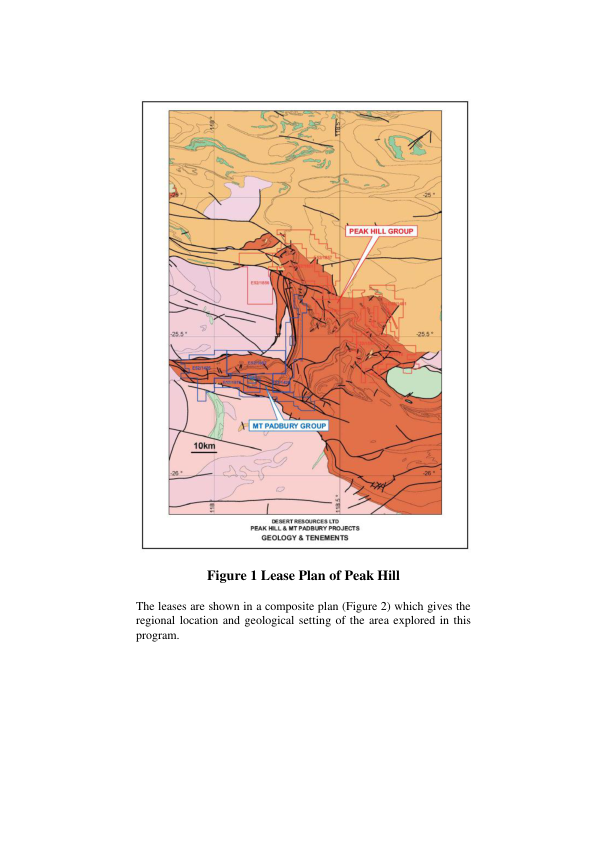 118°
118.5°
-25 °
-25 °
PEAK HILL GROUP
-25.5 °
-25.5 °
MT PADBURY GROUP
10km
-26 °
-26 °
118°
118.5 °
DESERT RESOURCES LTD
PEAK HILL & MT PADBURY PROJECTS
GEOLOGY & TENEMENTS
Figure 1 Lease Plan of Peak Hill
The leases are shown in a composite plan (Figure 2) which gives the
regional location and geological setting of the area explored in this
program.